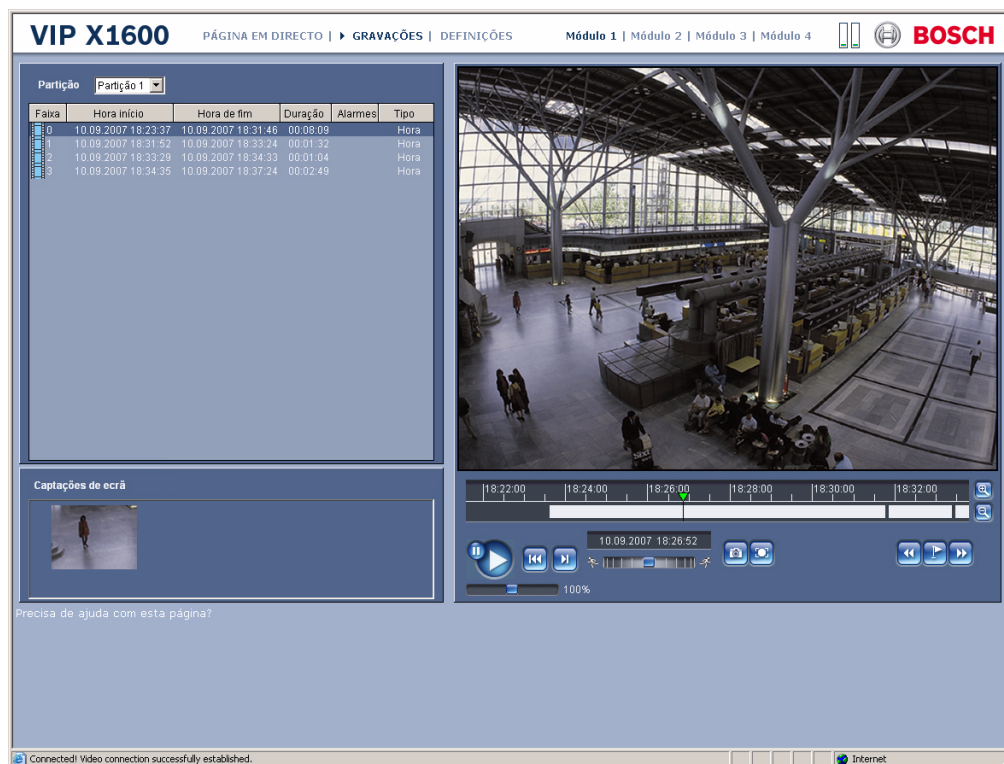 VIP X1600 PÁGINA EM DIRECTO | GRAVAÇÕES | DEFINIÇÕES Módulo 1 | Módulo 2 | Módulo 3 | Módulo 4 BOSCH
Partição Partição 1
Faixa Hora início Hora de fim Duração Alarmes Tipo
0 10.09.2007 18:23:37 10.09.2007 18:31:46 00:08:09 Hora
1 10.09.2007 18:31:52 10.09.2007 18:33:24 00:01:32 Hora
2 10.09.2007 18:33:29 10.09.2007 18:34:33 00:01:04 Hora
3 10.09.2007 18:34:35 10.09.2007 18:37:24 00:02:49 Hora
Captações de ecrã
18:22:00 18:24:00 18:26:00 18:28:00 18:30:00 18:32:00
10.09.2007 18:26:52
100%
Precisa de ajuda com esta página?
Connected! Video connection successfully established. Internet